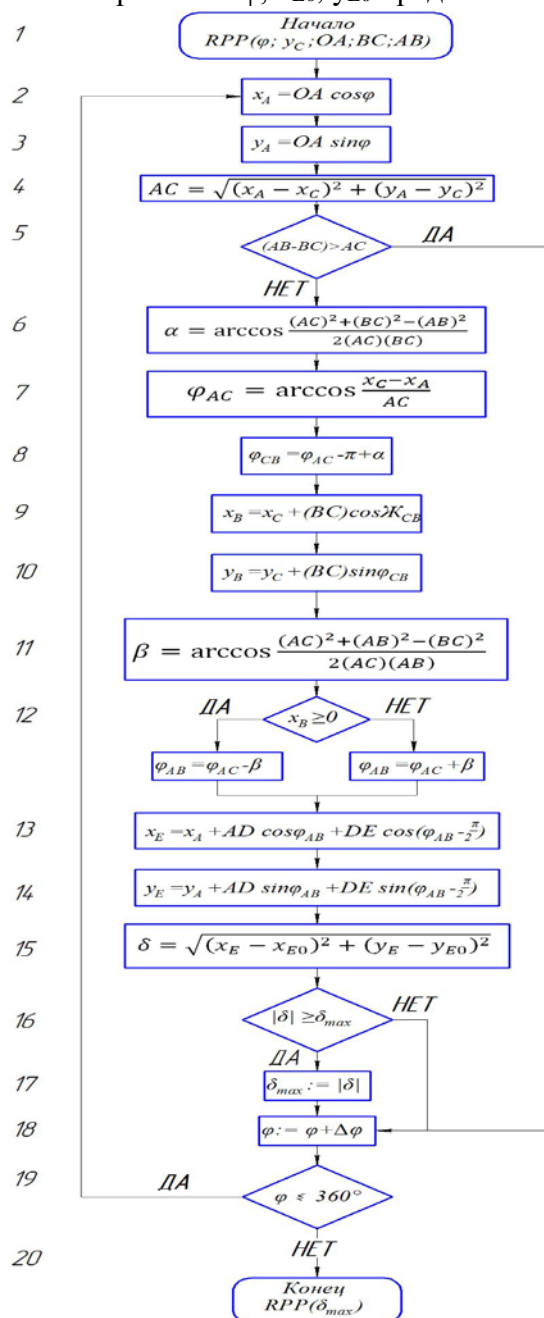 1
Начало
RPP(φ; y_C ;OA;BC;AB)
2
x_A =OA cosφ
3
y_A =OA sinφ
4
AC = √((x_A − x_C)² + (y_A − y_C)²)
5
(AB-BC)>AC
ДА
НЕТ
6
α = arccos ((AC)²+(BC)²−(AB)²)/(2(AC)(BC))
7
φ_AC = arccos (x_C−x_A)/AC
8
φ_CB =φ_AC -π+α
9
x_B =x_C +(BC)cosЖ_CB
10
y_B =y_C +(BC)sinφ_CB
11
β = arccos ((AC)²+(AB)²−(BC)²)/(2(AC)(AB))
12
ДА
x_B ≥0
НЕТ
φ_AB =φ_AC -β
φ_AB =φ_AC +β
13
x_E =x_A +AD cosφ_AB +DE cos(φ_AB -π/2)
14
y_E =y_A +AD sinφ_AB +DE sin(φ_AB -π/2)
15
δ = √((x_E − x_E0)² + (y_E − y_E0)²)
16
|δ| ≥δ_max
НЕТ
ДА
17
δ_max := |δ|
18
φ:= φ+Δφ
19
ДА
φ ≤ 360°
НЕТ
20
Конец
RPP(δ_max)